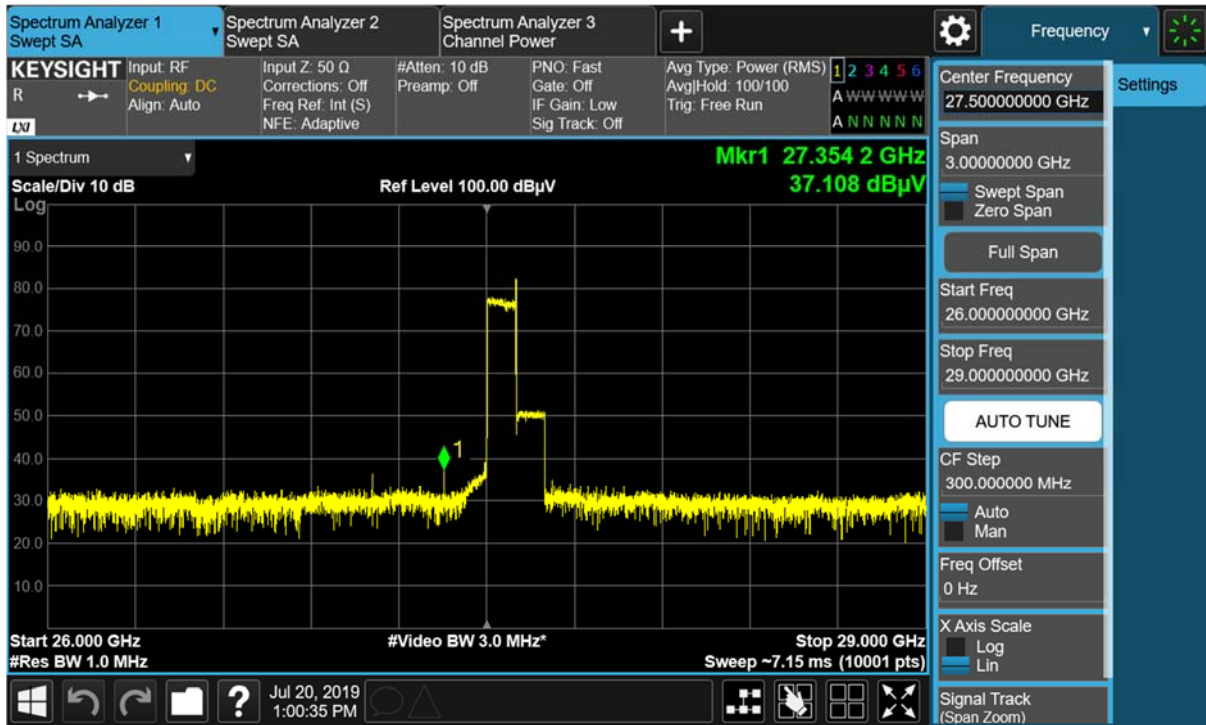 Spectrum Analyzer 1
Swept SA
Spectrum Analyzer 2
Swept SA
Spectrum Analyzer 3
Channel Power
+
Frequency
KEYSIGHT
R
LXI
Input: RF
Coupling: DC
Align: Auto
Input Z: 50 Ω
Corrections: Off
Freq Ref: Int (S)
NFE: Adaptive
#Atten: 10 dB
Preamp: Off
PNO: Fast
Gate: Off
IF Gain: Low
Sig Track: Off
Avg Type: Power (RMS)
Avg|Hold: 100/100
Trig: Free Run
1 2 3 4 5 6
A W W W W W
A N N N N N
1 Spectrum
Mkr1 27.354 2 GHz
37.108 dBµV
Scale/Div 10 dB
Ref Level 100.00 dBµV
Log
90.0
80.0
70.0
60.0
50.0
40.0
30.0
20.0
10.0
1
Start 26.000 GHz
#Video BW 3.0 MHz*
Stop 29.000 GHz
#Res BW 1.0 MHz
Sweep ~7.15 ms (10001 pts)
Center Frequency
27.500000000 GHz
Settings
Span
3.00000000 GHz
Swept Span
Zero Span
Full Span
Start Freq
26.000000000 GHz
Stop Freq
29.000000000 GHz
AUTO TUNE
CF Step
300.000000 MHz
Auto
Man
Freq Offset
0 Hz
X Axis Scale
Log
Lin
Signal Track
(Span Zoom)
?
Jul 20, 2019
1:00:35 PM